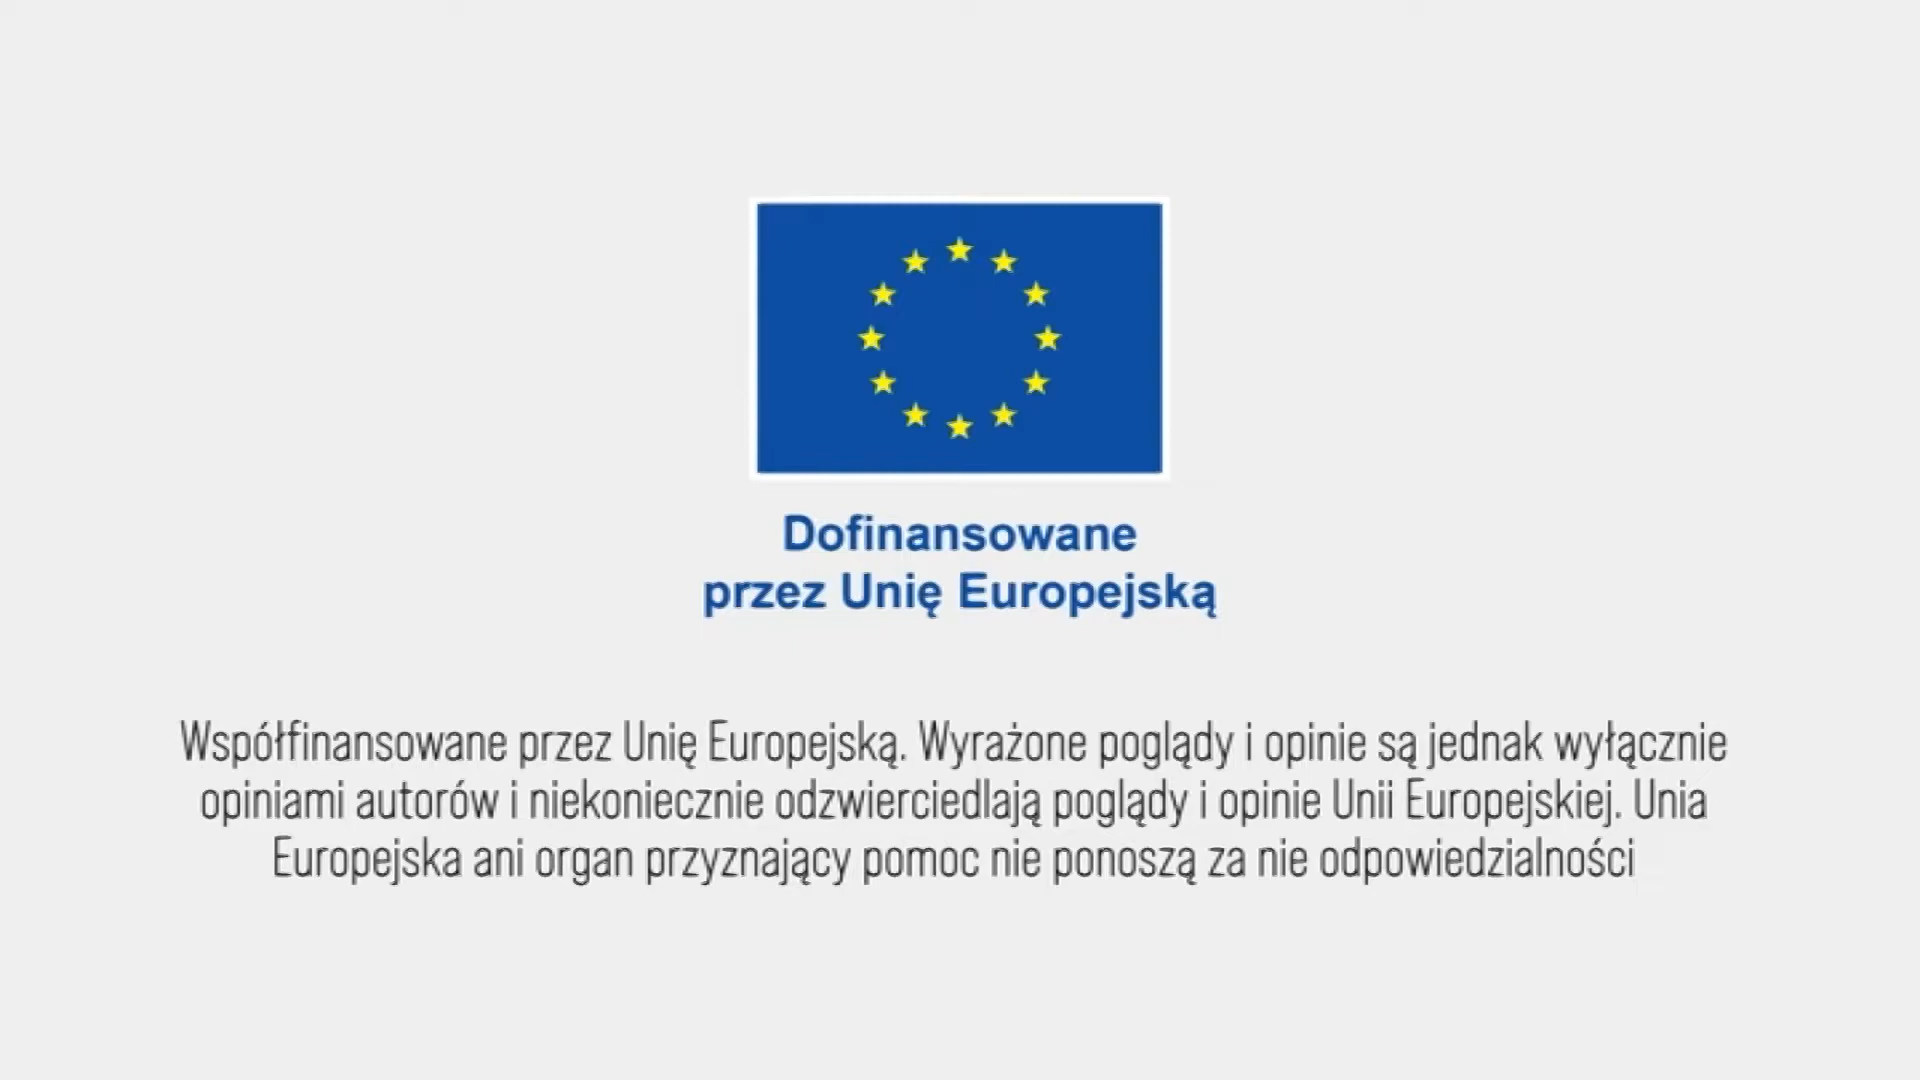 Dofinansowane
przez Unię Europejską
Współfinansowane przez Unię Europejską. Wyrażone poglądy i opinie są jednak wyłącznie
opiniami autorów i niekoniecznie odzwierciedlają poglądy i opinie Unii Europejskiej. Unia
Europejska ani organ przyznający pomoc nie ponoszą za nie odpowiedzialności